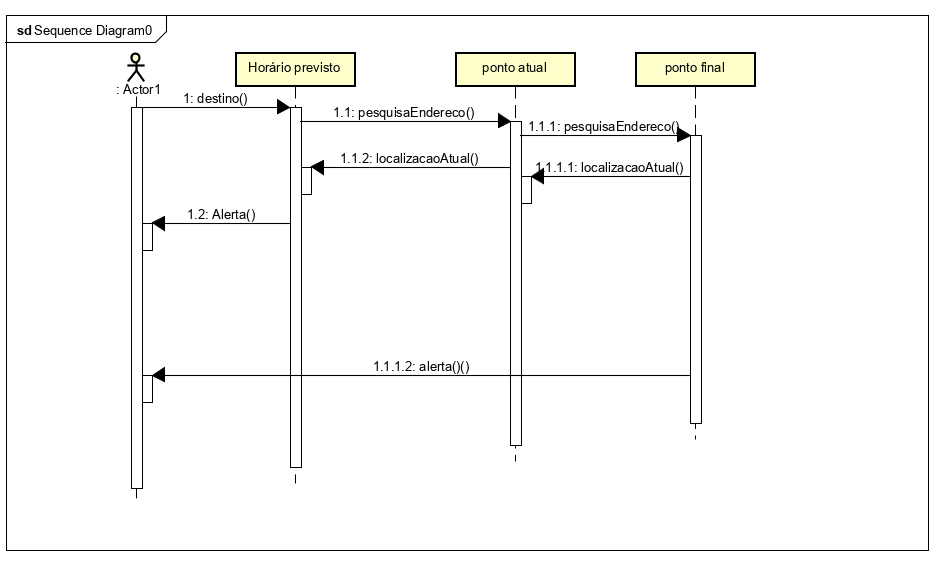 sd Sequence Diagram0
Horário previsto
ponto atual
ponto final
: Actor1
1: destino()
1.1: pesquisaEndereco()
1.1.1: pesquisaEndereco()
1.1.2: localizacaoAtual()
1.1.1.1: localizacaoAtual()
1.2: Alerta()
1.1.1.2: alerta()()